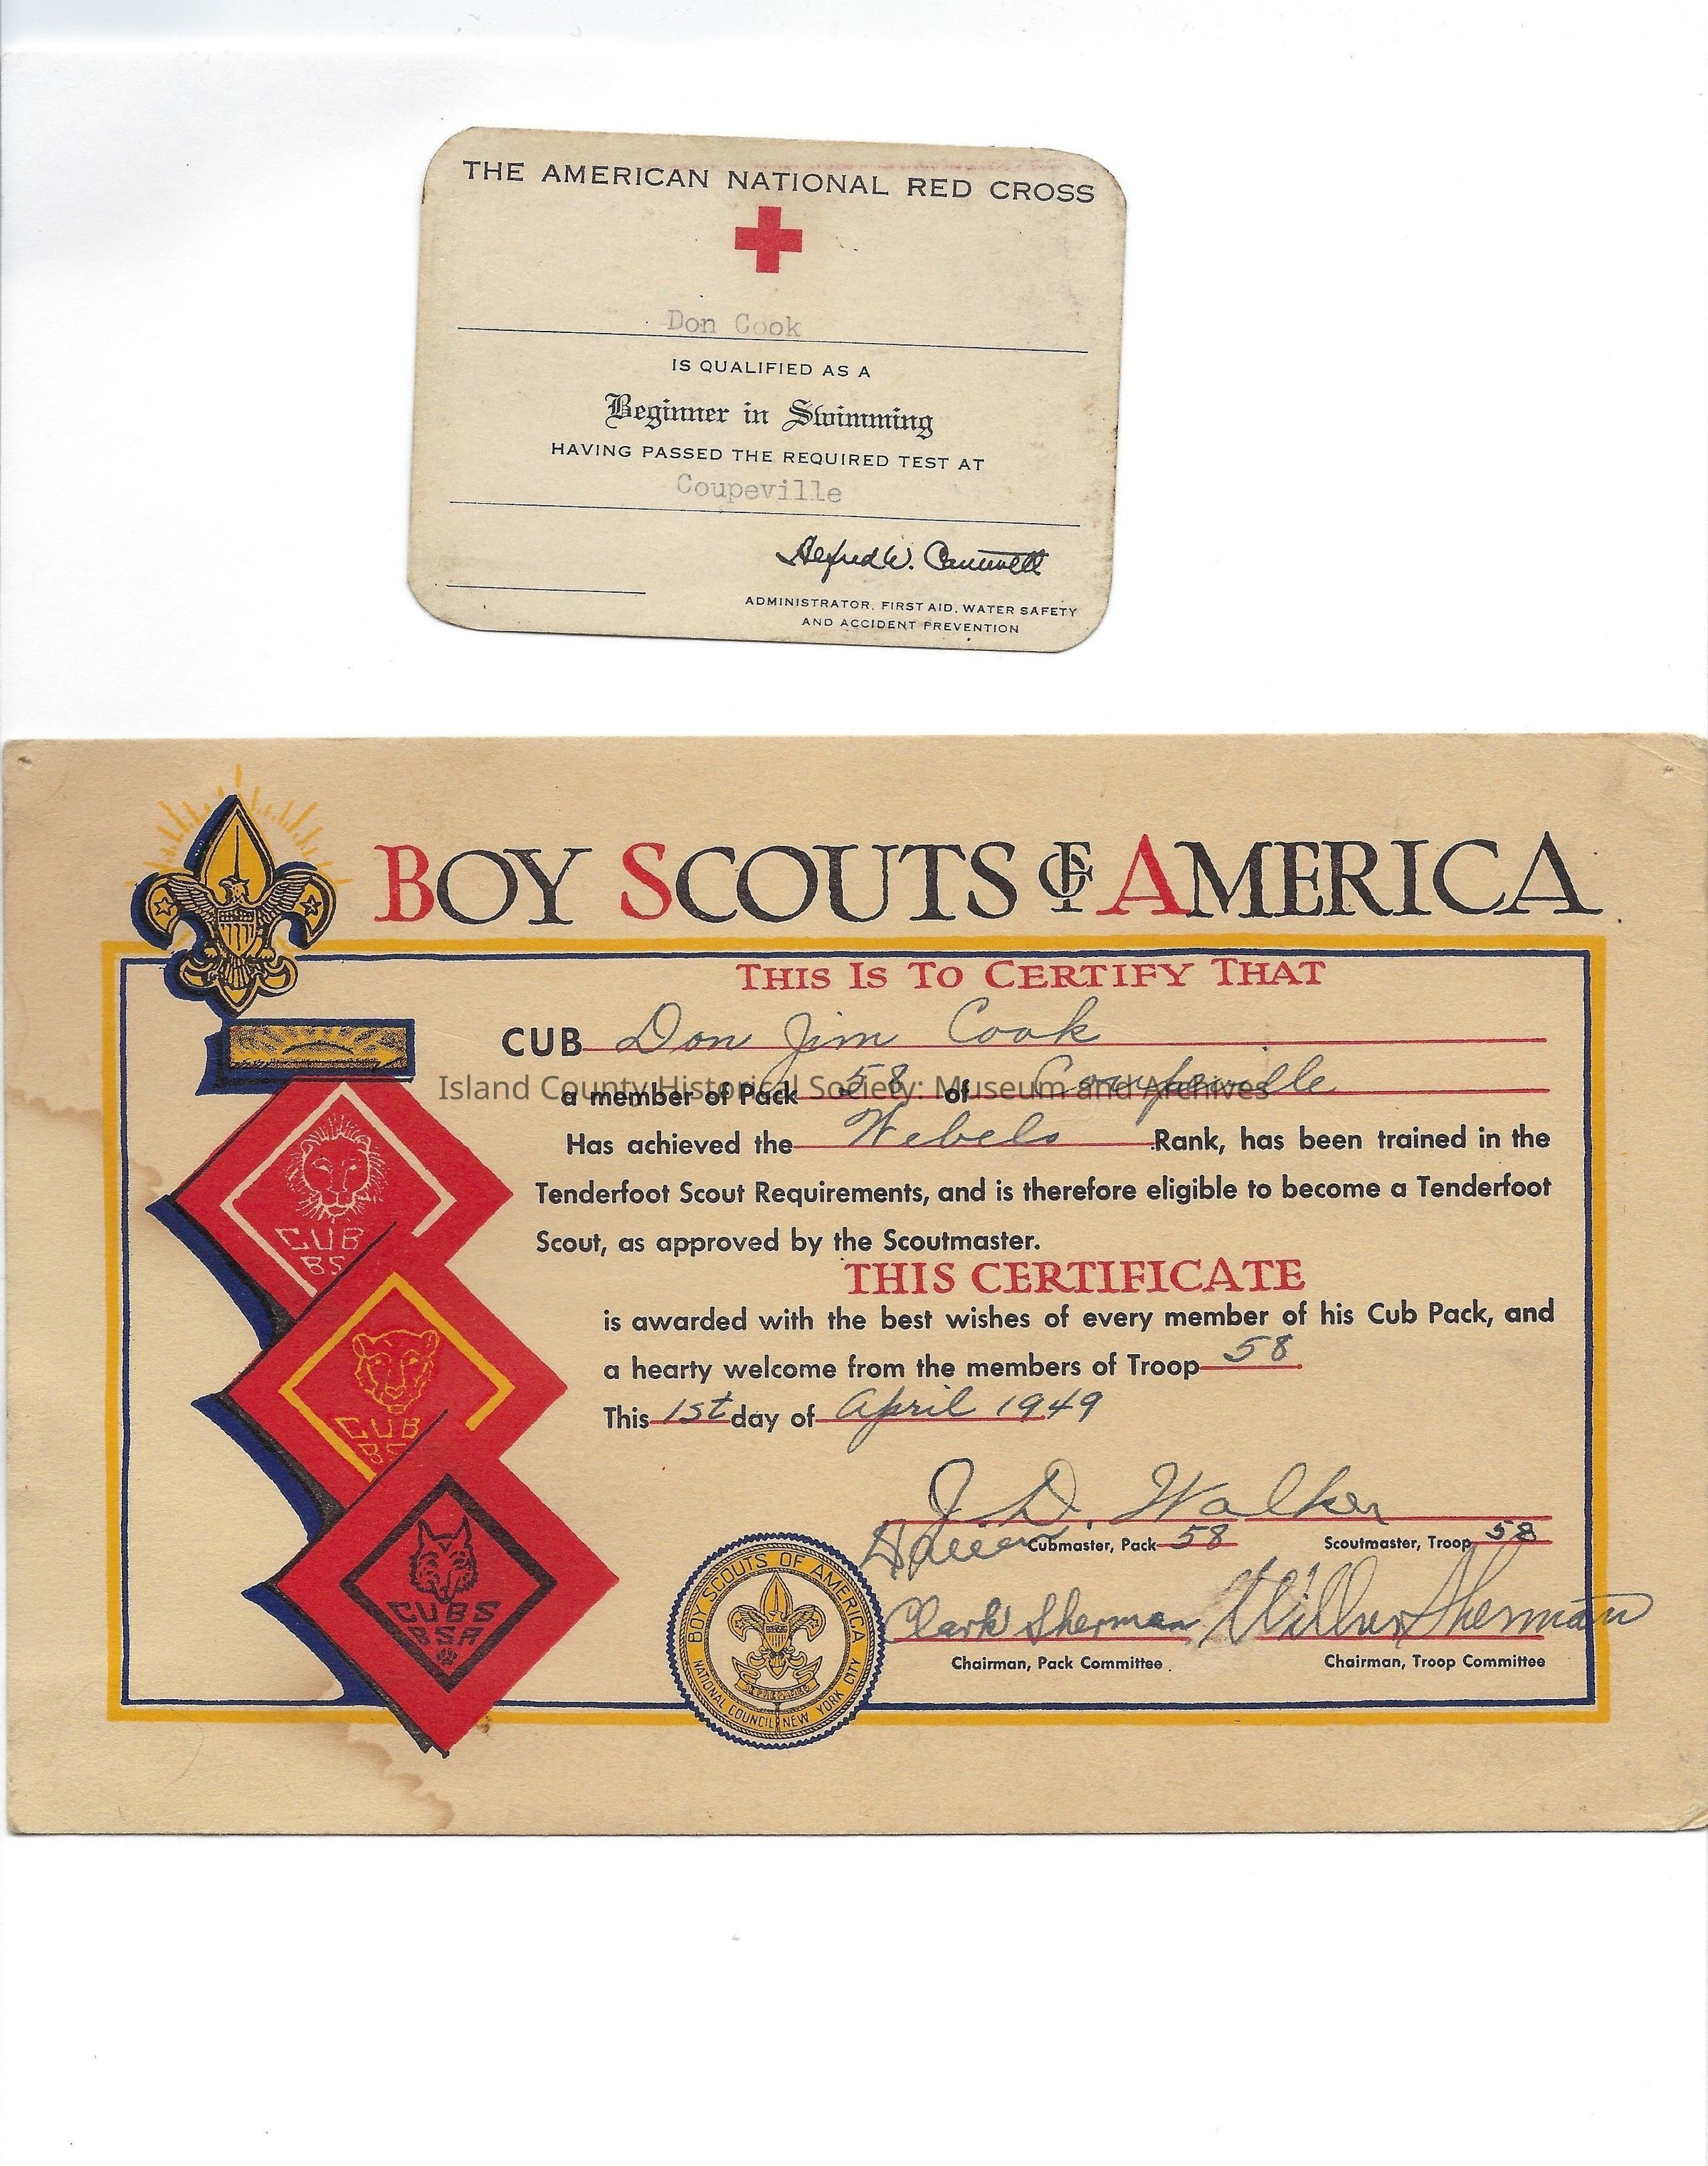 THE AMERICAN NATIONAL RED CROSS
Don Cook
IS QUALIFIED AS A
Beginner in Swimming
HAVING PASSED THE REQUIRED TEST AT
Coupeville
Alfred W. Cantwell
ADMINISTRATOR, FIRST AID, WATER SAFETY
AND ACCIDENT PREVENTION
BOY SCOUTS OF AMERICA
THIS IS TO CERTIFY THAT
CUB Don Jim Cook
a member of Pack 58 of Coupeville
Island County Historical Society: Museum and Archives
Has achieved the Webelo Rank, has been trained in the
Tenderfoot Scout Requirements, and is therefore eligible to become a Tenderfoot
Scout, as approved by the Scoutmaster.
THIS CERTIFICATE
is awarded with the best wishes of every member of his Cub Pack, and
a hearty welcome from the members of Troop 58
This 1st day of April 1949
J. D. Walker
Cubmaster, Pack 58 Scoutmaster, Troop 58
Clark Sherman Wilbur Sherman
Chairman, Pack Committee Chairman, Troop Committee
CUB
BS
CUB
BS
CUBS
BSA
BOY SCOUTS OF AMERICA
NATIONAL COUNCIL NEW YORK CITY
BE PREPARED